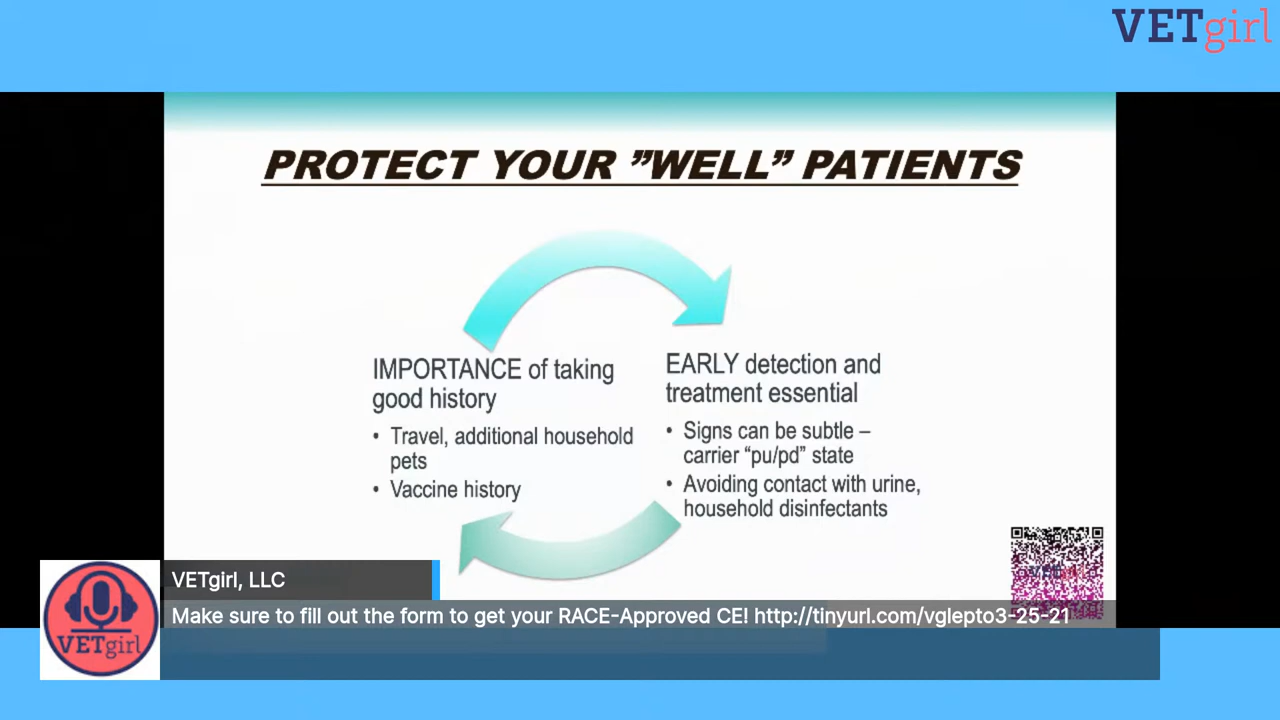 VETgirl
PROTECT YOUR ”WELL” PATIENTS
IMPORTANCE of taking
good history
• Travel, additional household
pets
• Vaccine history
EARLY detection and
treatment essential
• Signs can be subtle –
carrier “pu/pd” state
• Avoiding contact with urine,
household disinfectants
VETgirl
VETgirl
VETgirl, LLC
Make sure to fill out the form to get your RACE-Approved CE! http://tinyurl.com/vglepto3-25-21